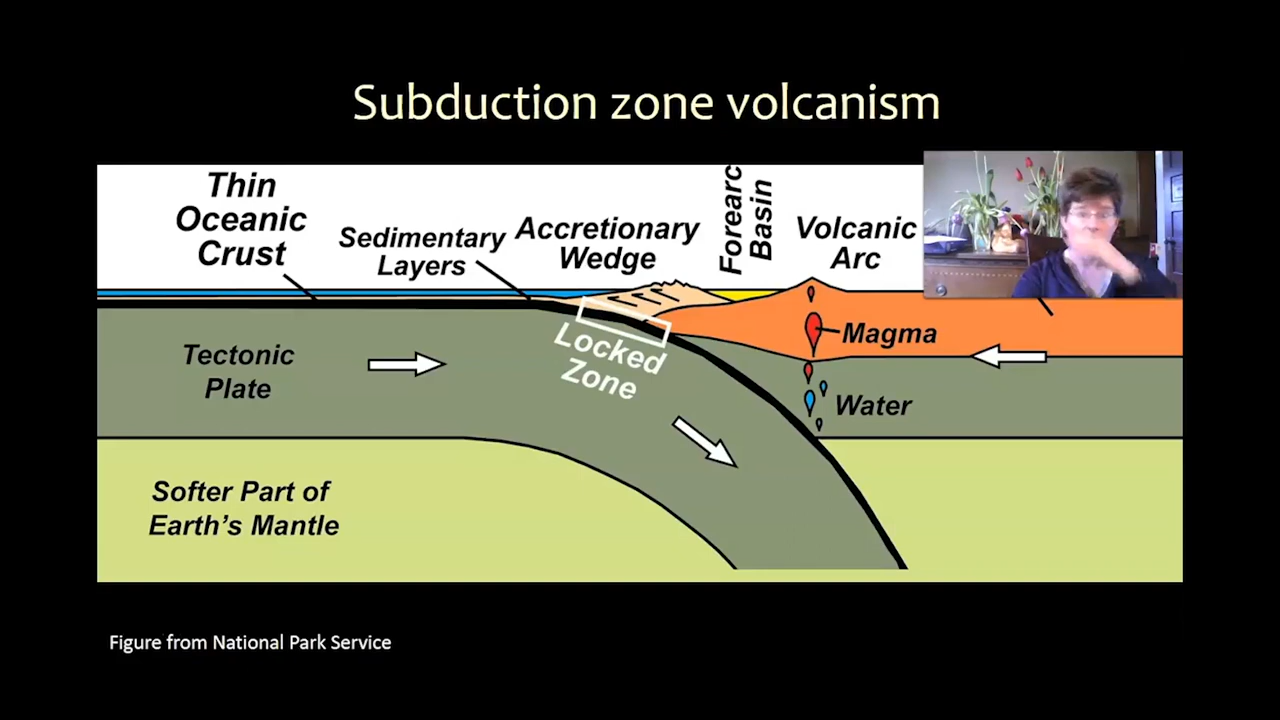 Subduction zone volcanism
Thin
Oceanic
Crust
Sedimentary
Layers
Accretionary
Wedge
Forearc
Basin
Volcanic
Arc
Locked
Zone
Magma
Tectonic
Plate
Water
Softer Part of
Earth's Mantle
Figure from National Park Service